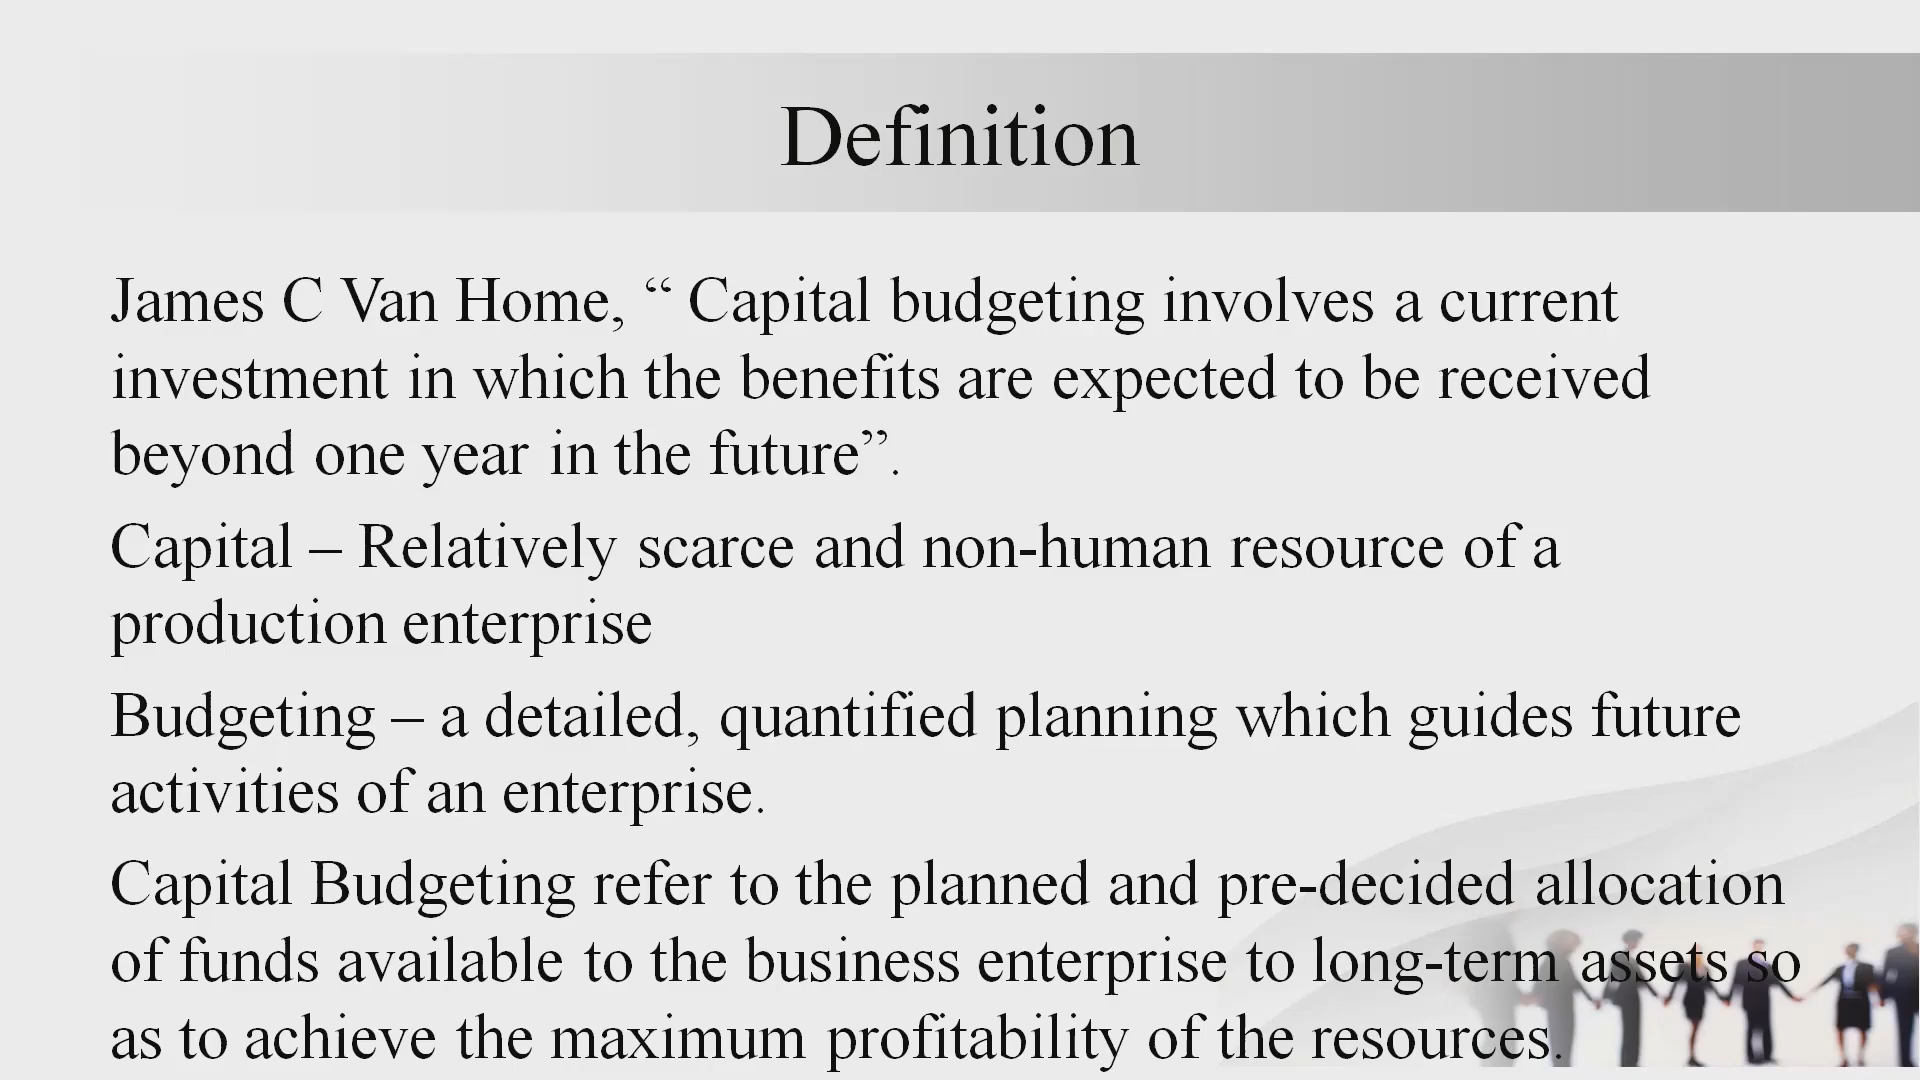 Definition
James C Van Home, “ Capital budgeting involves a current
investment in which the benefits are expected to be received
beyond one year in the future”.
Capital – Relatively scarce and non-human resource of a
production enterprise
Budgeting – a detailed, quantified planning which guides future
activities of an enterprise.
Capital Budgeting refer to the planned and pre-decided allocation
of funds available to the business enterprise to long-term assets so
as to achieve the maximum profitability of the resources.